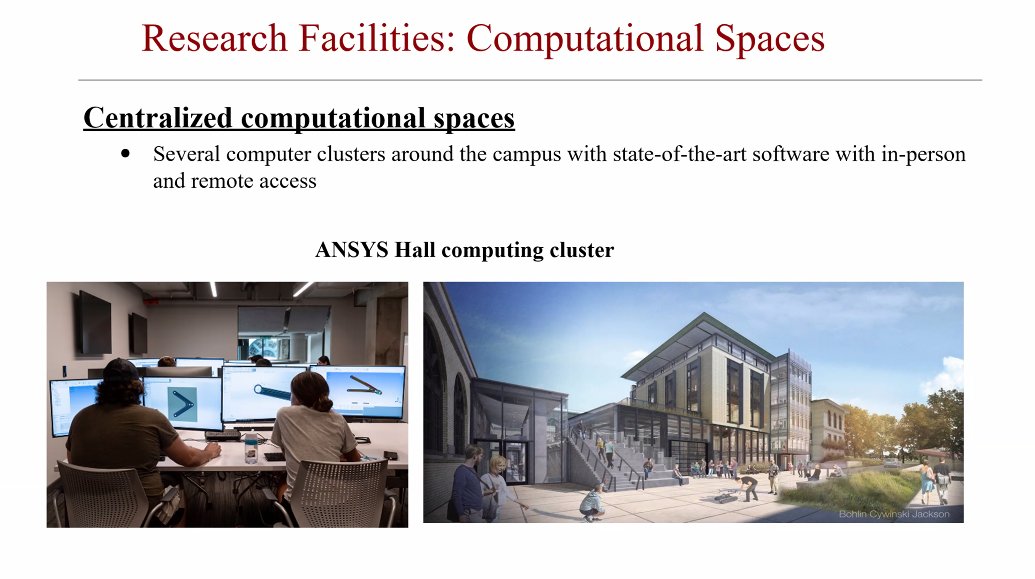 Research Facilities: Computational Spaces
Centralized computational spaces
• Several computer clusters around the campus with state-of-the-art software with in-person
and remote access
ANSYS Hall computing cluster
Bohlin Cywinski Jackson